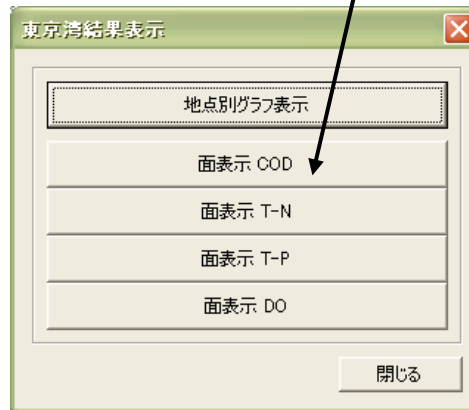 東京湾結果表示
地点別グラフ表示
面表示 COD
面表示 T-N
面表示 T-P
面表示 DO
閉じる